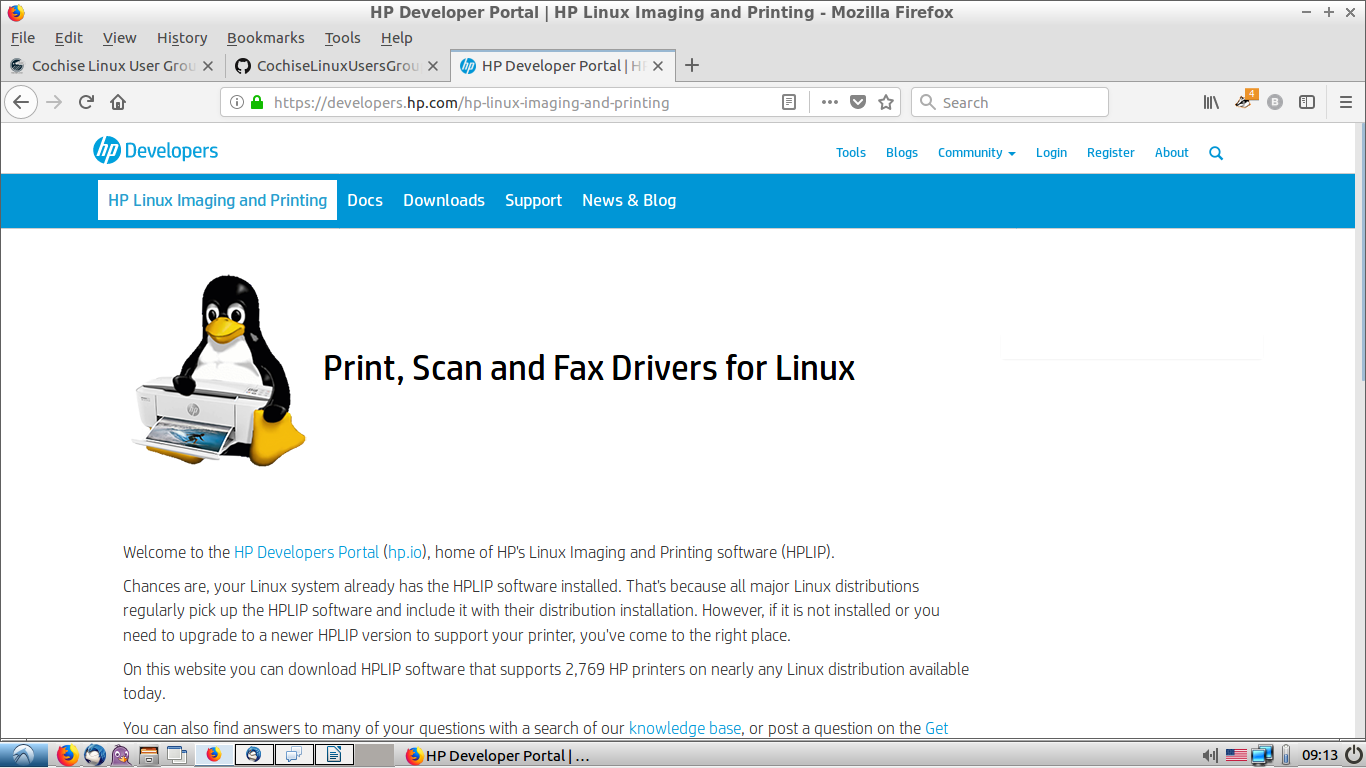 HP Developer Portal | HP Linux Imaging and Printing - Mozilla Firefox
File Edit View History Bookmarks Tools Help
Cochise Linux User Grou CochiseLinuxUsersGrou HP Developer Portal | H
https://developers.hp.com/hp-linux-imaging-and-printing Search 4 B
hp Developers Tools Blogs Community Login Register About
HP Linux Imaging and Printing Docs Downloads Support News & Blog
hp
Print, Scan and Fax Drivers for Linux
Welcome to the HP Developers Portal (hp.io), home of HP's Linux Imaging and Printing software (HPLIP).
Chances are, your Linux system already has the HPLIP software installed. That's because all major Linux distributions
regularly pick up the HPLIP software and include it with their distribution installation. However, if it is not installed or you
need to upgrade to a newer HPLIP version to support your printer, you've come to the right place.
On this website you can download HPLIP software that supports 2,769 HP printers on nearly any Linux distribution available
today.
You can also find answers to many of your questions with a search of our knowledge base, or post a question on the Get
HP Developer Portal | ... 09:13